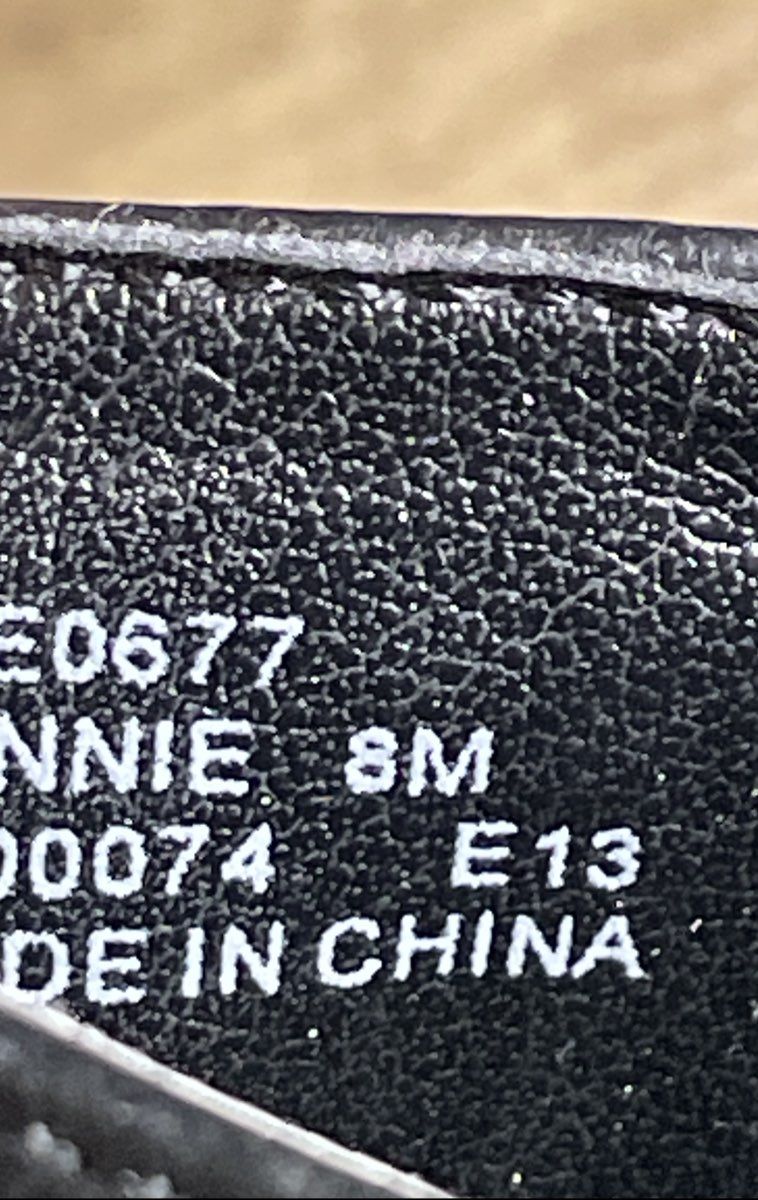 E0677
NNIE 8M
00074 E13
DE IN CHINA